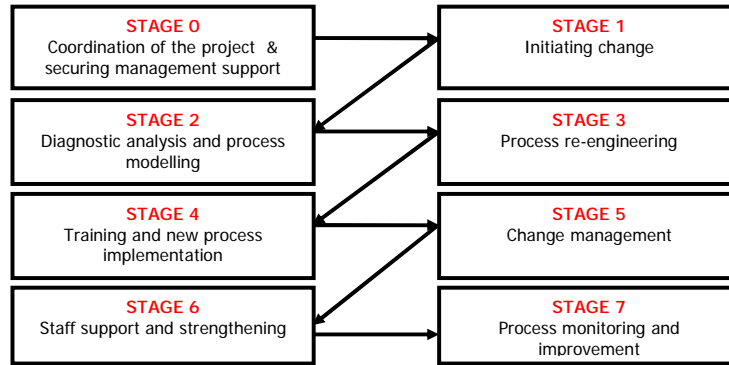 STAGE 0
Coordination of the project &
securing management support
STAGE 1
Initiating change
STAGE 2
Diagnostic analysis and process
modelling
STAGE 3
Process re-engineering
STAGE 4
Training and new process
implementation
STAGE 5
Change management
STAGE 6
Staff support and strengthening
STAGE 7
Process monitoring and
improvement